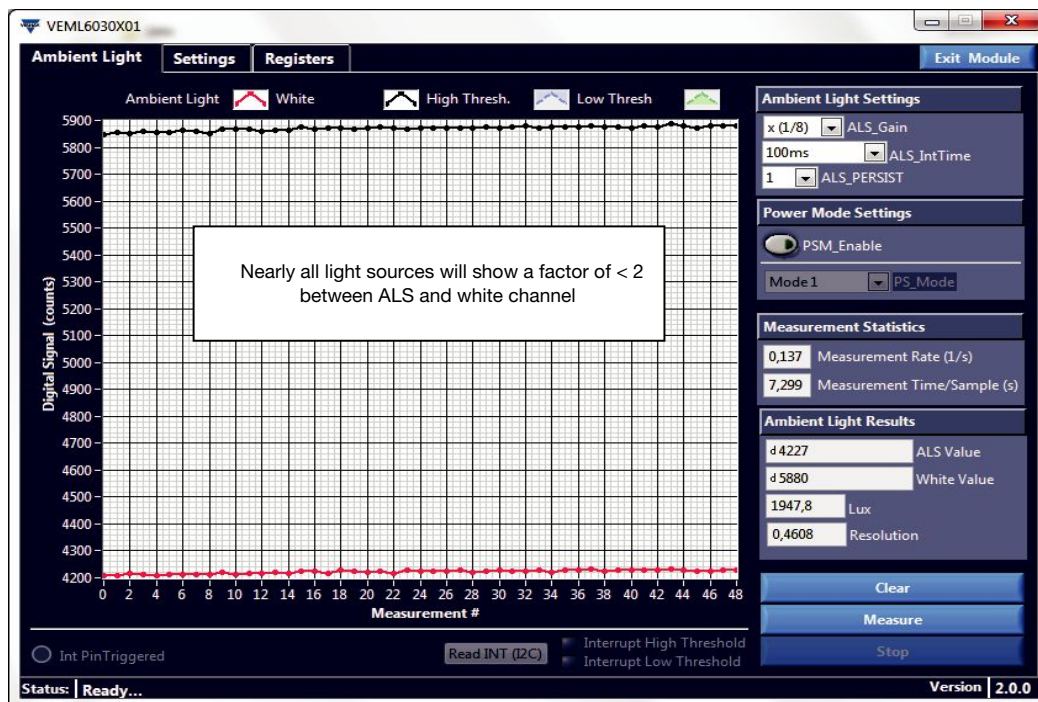 VEML6030X01
Ambient Light Settings Registers Exit Module
Ambient Light White High Thresh. Low Thresh
5900
5800
5700
5600
5500
5400
5300
5200
5100
5000
4900
4800
4700
4600
4500
4400
4300
4200
Digital Signal (counts)
Nearly all light sources will show a factor of < 2
between ALS and white channel
0 2 4 6 8 10 12 14 16 18 20 22 24 26 28 30 32 34 36 38 40 42 44 46 48
Measurement #
Ambient Light Settings
x (1/8) ALS_Gain
100ms ALS_IntTime
1 ALS_PERSIST
Power Mode Settings
PSM_Enable
Mode1 PS_Mode
Measurement Statistics
0,137 Measurement Rate (1/s)
7,299 Measurement Time/Sample (s)
Ambient Light Results
d 4227 ALS Value
d 5880 White Value
1947,8 Lux
0,4608 Resolution
Clear
Measure
Stop
Int PinTriggered
Read INT (I2C)
Interrupt High Threshold
Interrupt Low Threshold
Status: Ready... Version 2.0.0